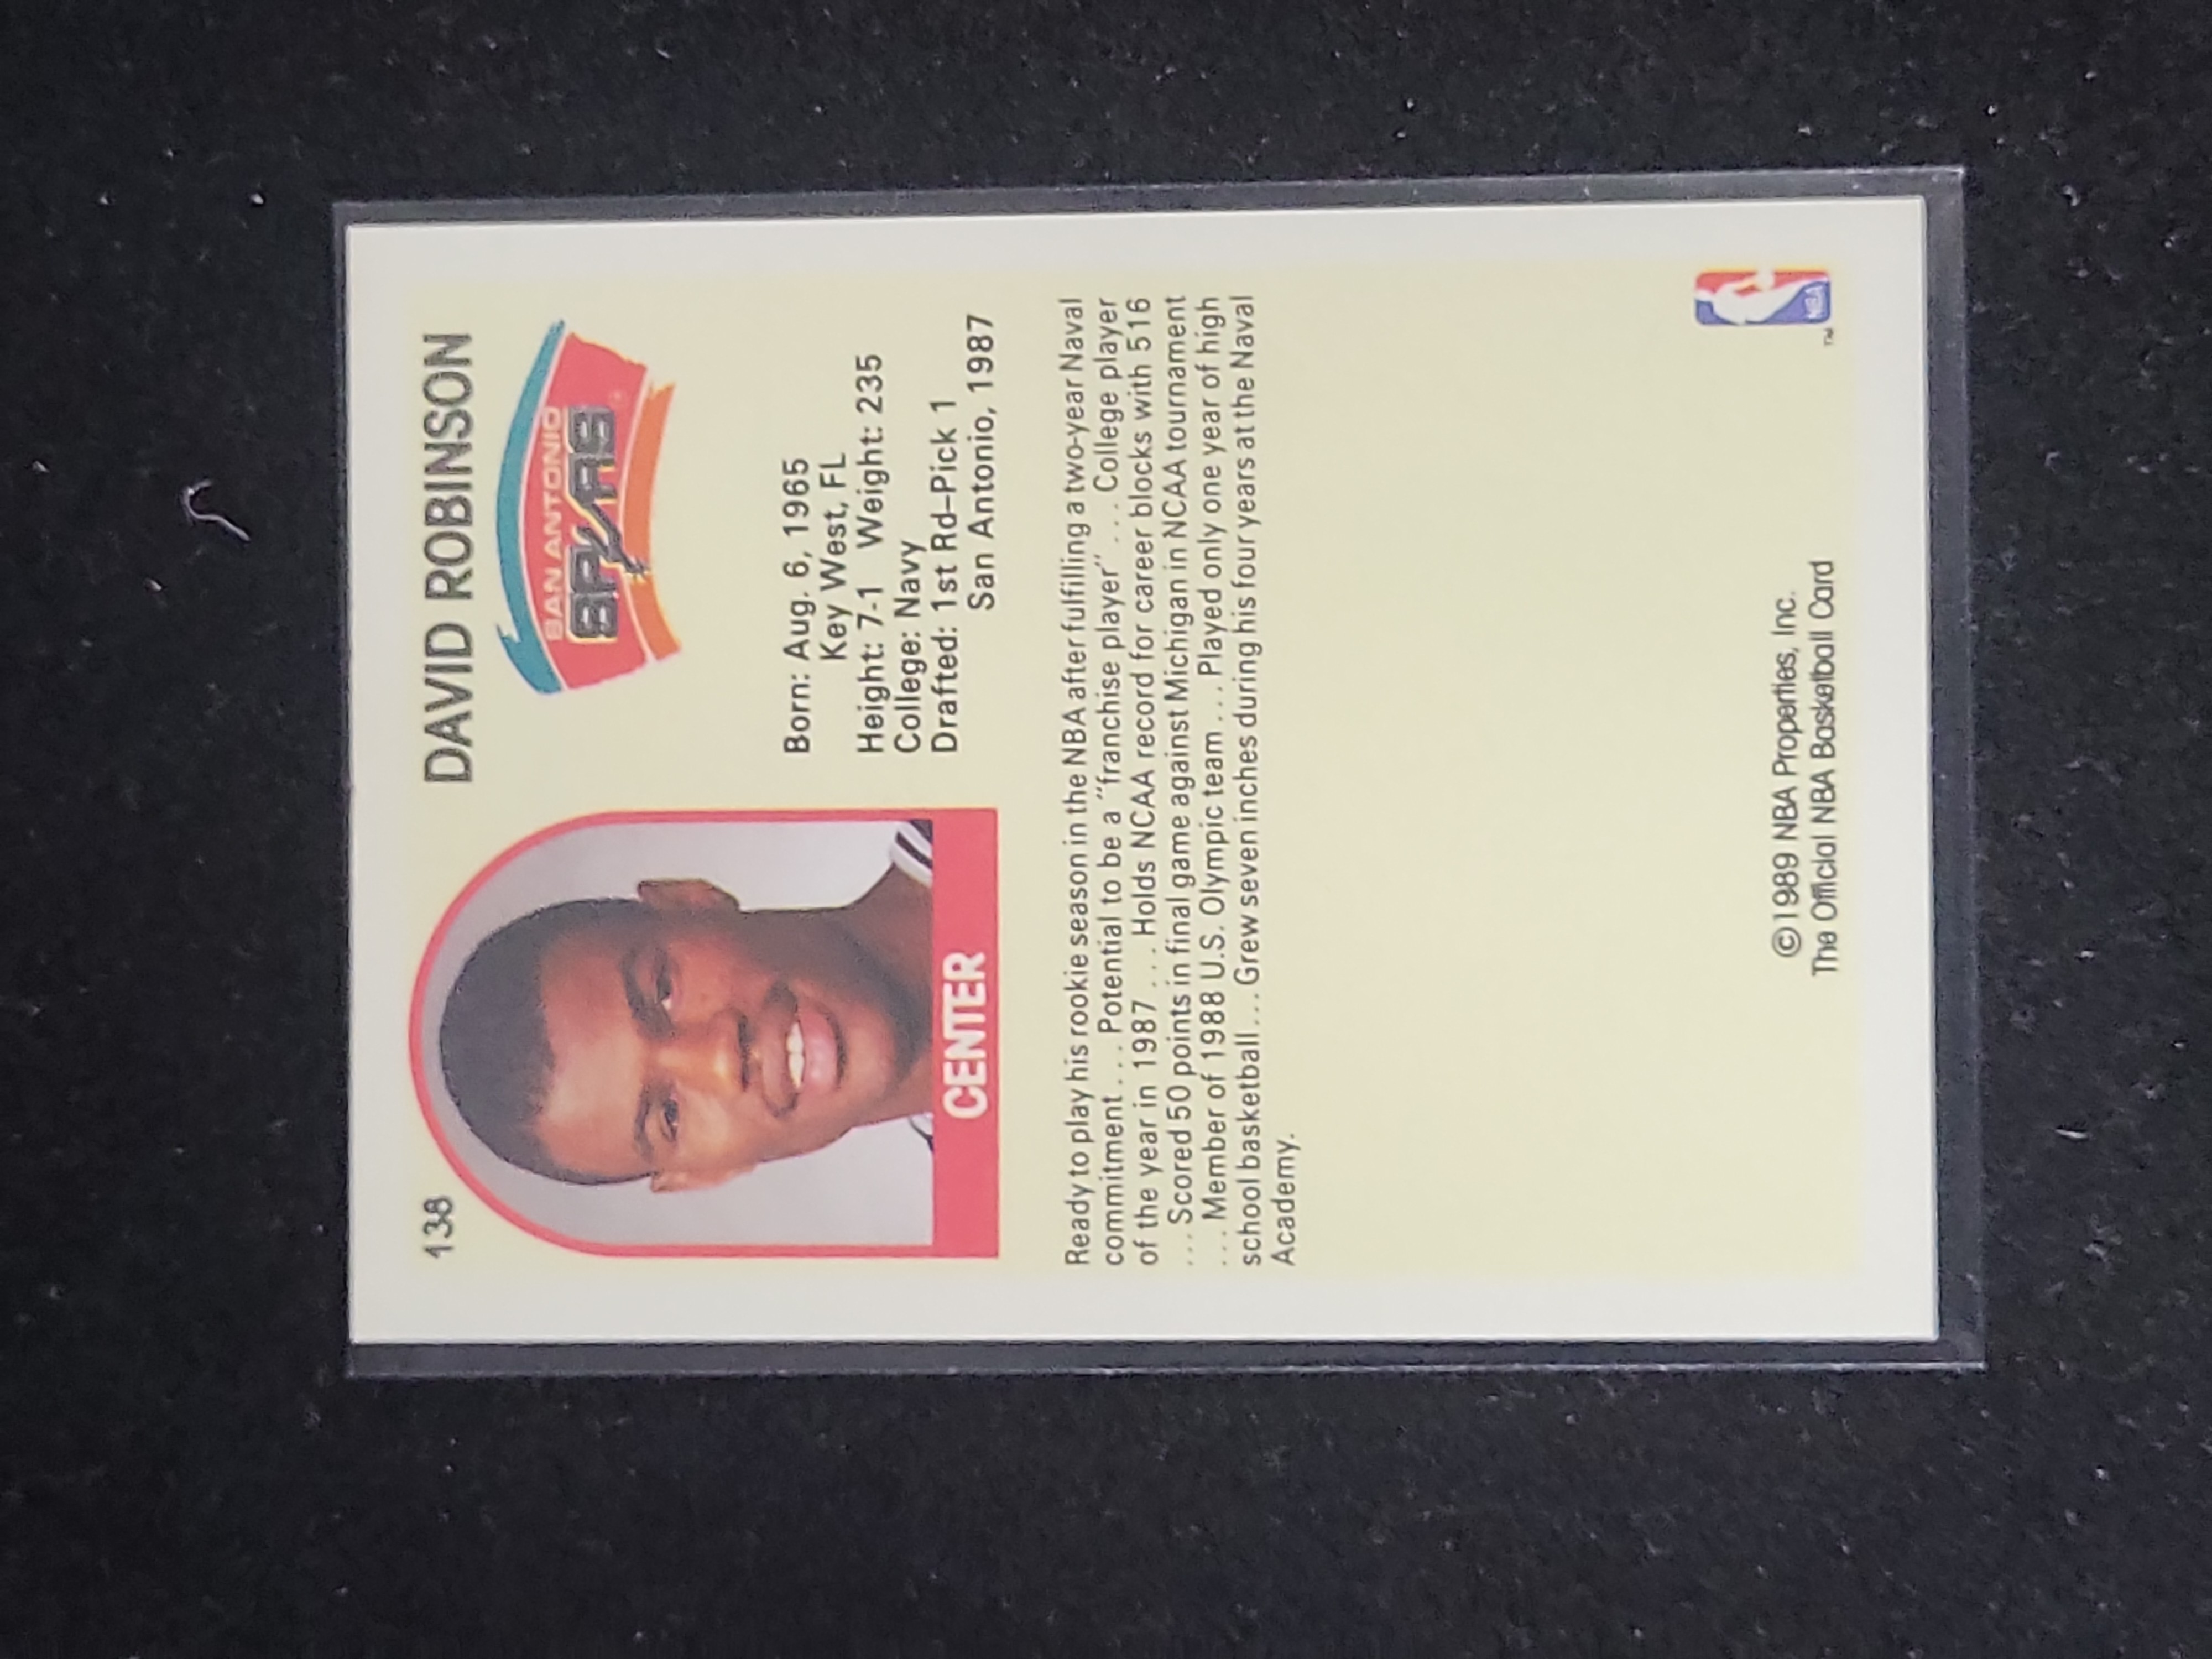 138
DAVID ROBINSON
SAN ANTONIO
SPURS
Born: Aug. 6, 1965
Key West, FL
Height: 7-1 Weight: 235
College: Navy
Drafted: 1st Rd–Pick 1
San Antonio, 1987
CENTER
Ready to play his rookie season in the NBA after fulfilling a two-year Naval
commitment . . . Potential to be a “franchise player” . . . College player
of the year in 1987 . . . Holds NCAA record for career blocks with 516
. . . Scored 50 points in final game against Michigan in NCAA tournament
. . . Member of 1988 U.S. Olympic team . . . Played only one year of high
school basketball . . . Grew seven inches during his four years at the Naval
Academy.
©1989 NBA Properties, Inc.
The Official NBA Basketball Card
NBA
TM